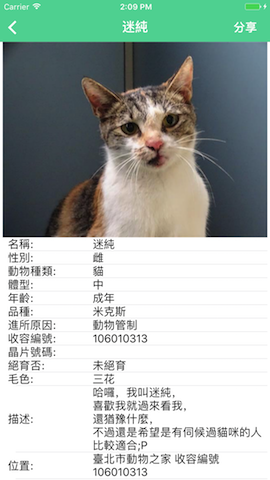 Carrier 2:09 PM
迷純 分享
名稱: 迷純
性別: 雌
動物種類: 貓
體型: 中
年齡: 成年
品種: 米克斯
進所原因: 動物管制
收容編號: 106010313
晶片號碼:
絕育否: 未絕育
毛色: 三花
描述: 哈囉，我叫迷純，
喜歡我就過來看我，
還猶豫什麼，
不過還是希望是有伺候過貓咪的人
比較適合;P
位置: 臺北市動物之家 收容編號
106010313